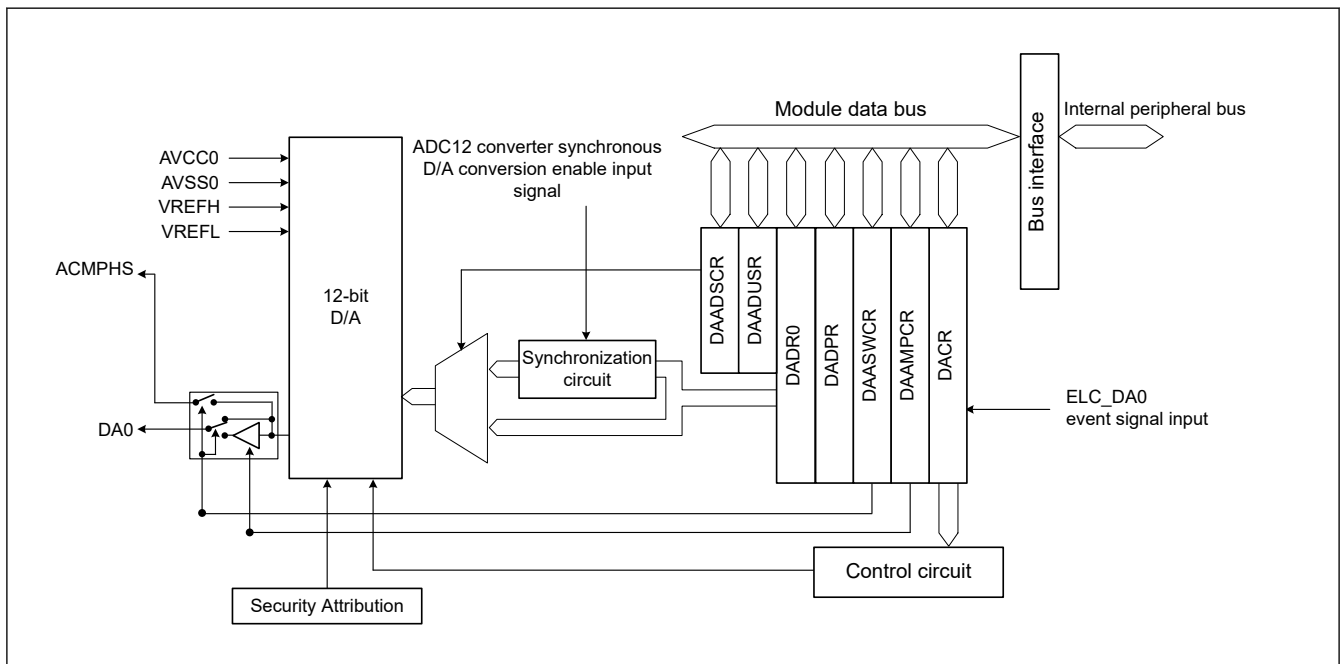 Module data bus
Internal peripheral bus
Bus interface
AVCC0
AVSS0
VREFH
VREFL
ADC12 converter synchronous
D/A conversion enable input
signal
ACMPHS
DA0
12-bit
D/A
Synchronization
circuit
DAADSCR
DAADUSR
DADR0
DADPR
DAASWCR
DAAMPCR
DACR
ELC_DA0
event signal input
Control circuit
Security Attribution